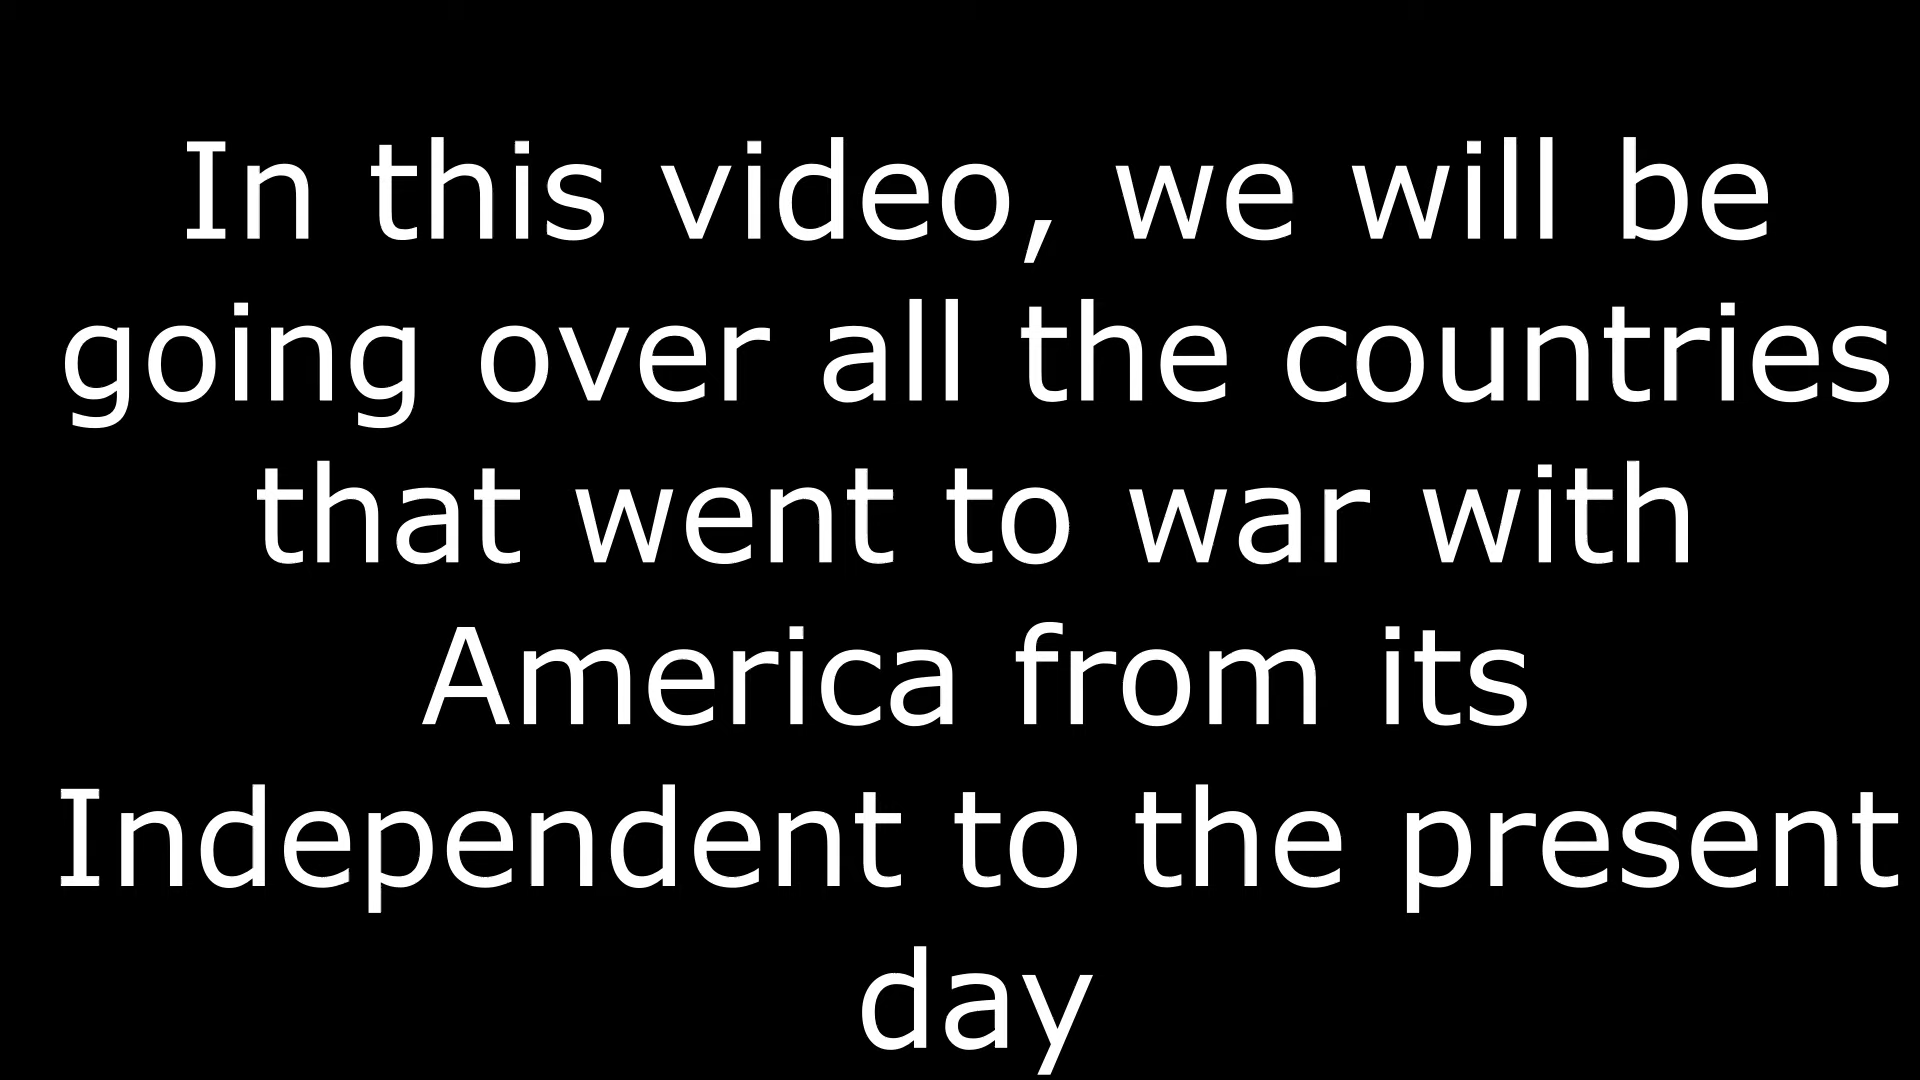 In this video, we will be
going over all the countries
that went to war with
America from its
Independent to the present
day